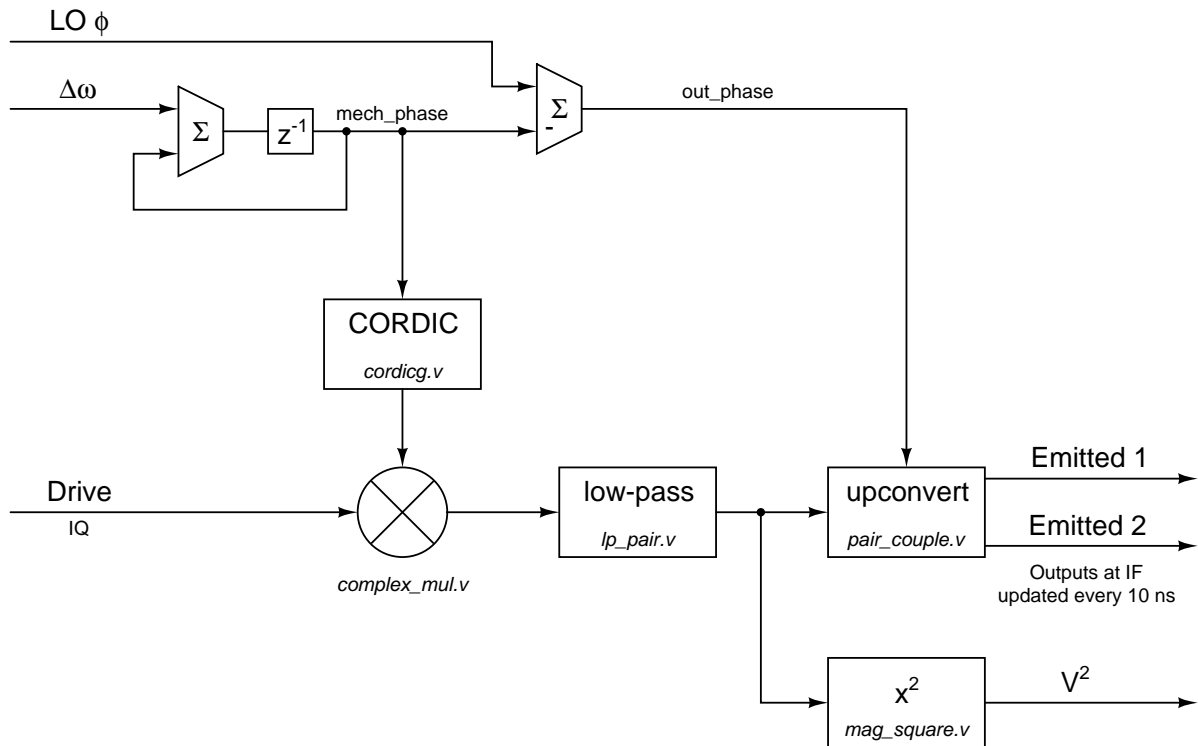 LO ϕ
Δω
Σ
z⁻¹
mech_phase
Σ
-
out_phase
CORDIC
cordicg.v
Drive
IQ
complex_mul.v
low-pass
lp_pair.v
upconvert
pair_couple.v
Emitted 1
Emitted 2
Outputs at IF
updated every 10 ns
x²
mag_square.v
V²